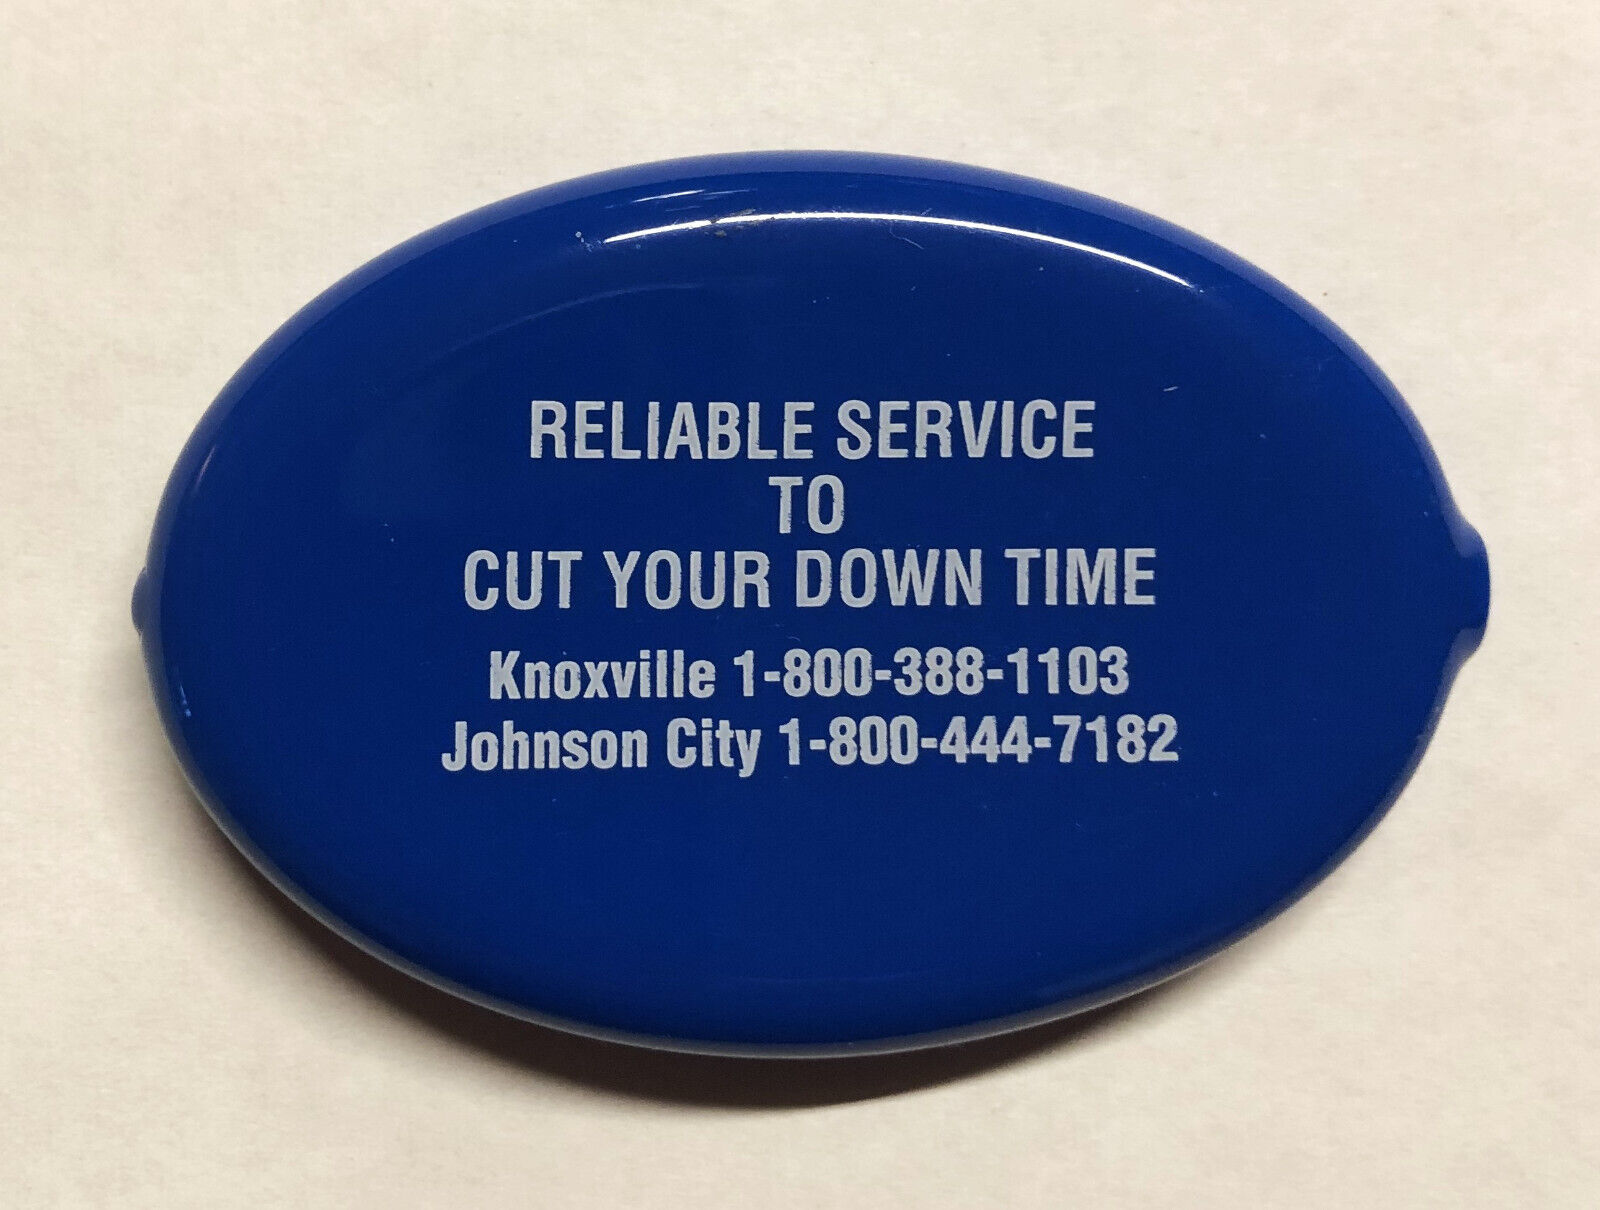 RELIABLE SERVICE
TO
CUT YOUR DOWN TIME
Knoxville 1-800-388-1103
Johnson City 1-800-444-7182